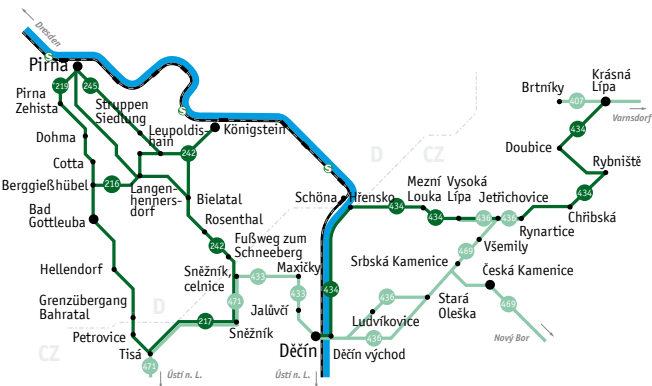 Dresden
S
Pirna
219
245
Pirna
Zehista
Struppen
Siedlung
S
Dohma
Leupoldis-
hain
Königstein
Cotta
242
S
Berggießhübel
216
Langen-
henners-
dorf
Bad
Gottleuba
Bielatal
Rosenthal
242
Fußweg zum
Schneeberg
Hellendorf
Sněžník,
celnice
433
Maxičky
Grenzübergang
Bahratal
D
471
433
Jalůvčí
217
Sněžník
Petrovice
CZ
Tisá
471
Ústí n. L.
Děčín
Ústí n. L.
Děčín východ
434
D
CZ
Schöna
Hřensko
434
Mezní
Louka
434
Vysoká
Lípa
436
Jetřichovice
436
Rynartice
Chřibská
434
Rybniště
Doubice
434
Brtníky
407
Krásná
Lípa
Varnsdorf
Všemily
469
Srbská Kamenice
Česká Kamenice
469
Nový Bor
Stará
Oleška
436
Ludvíkovice
436